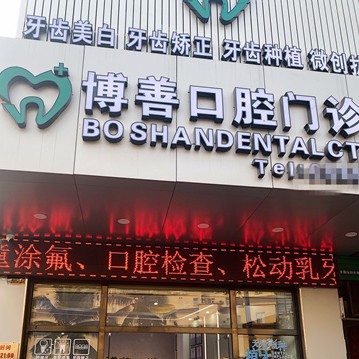 牙齿美白 牙齿矫正 牙齿种植 微创拔
博善口腔门诊
BO SHAN DENTAL CT
Tel
涂氟、口腔检查、松动乳牙